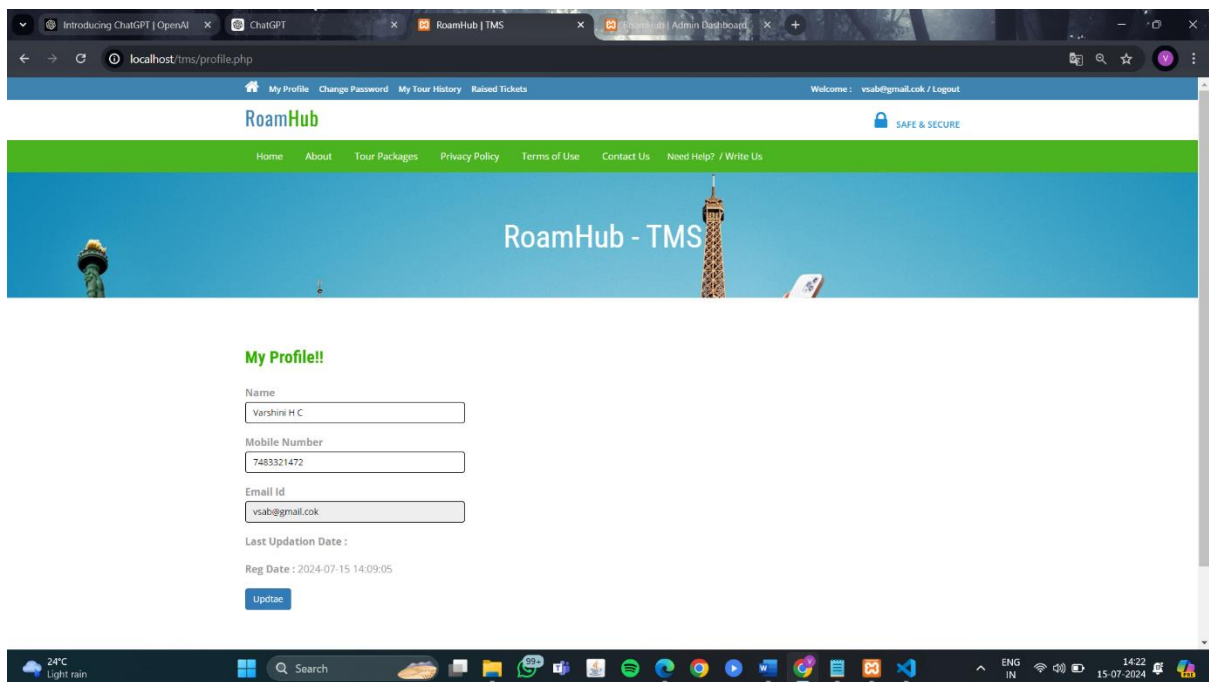 Introducing ChatGPT | OpenAI
ChatGPT
RoamHub | TMS
RoamHub | Admin Dashboard
localhost/tms/profile.php
My Profile Change Password My Tour History Raised Tickets
Welcome : vsab@gmail.cok / Logout
RoamHub
SAFE & SECURE
Home About Tour Packages Privacy Policy Terms of Use Contact Us Need Help? / Write Us
RoamHub - TMS
My Profile!!
Name
Varshini H C
Mobile Number
7483321472
Email Id
vsab@gmail.cok
Last Updation Date :
Reg Date : 2024-07-15 14:09:05
Updtae
24°C
Light rain
Search
99+
ENG
IN
14:22
15-07-2024